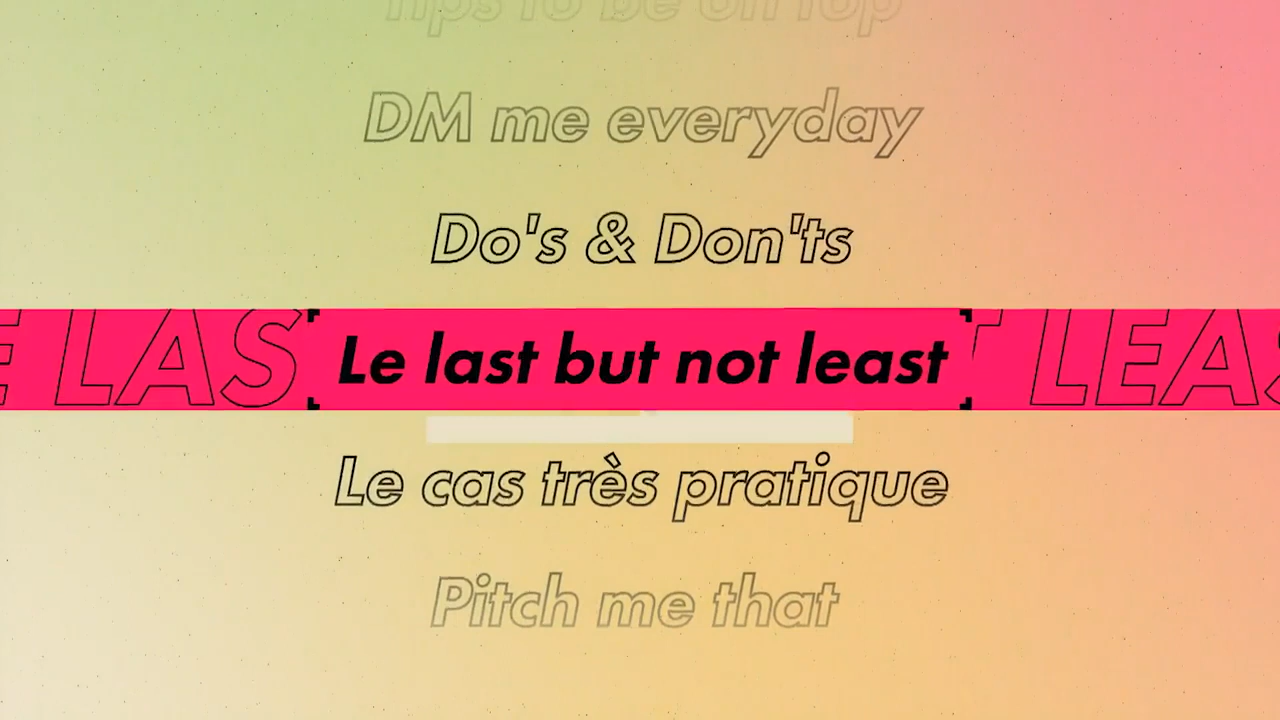 Tips to be on top
DM me everyday
Do's & Don'ts
E LAS Le last but not least T LEAS
Le cas très pratique
Pitch me that